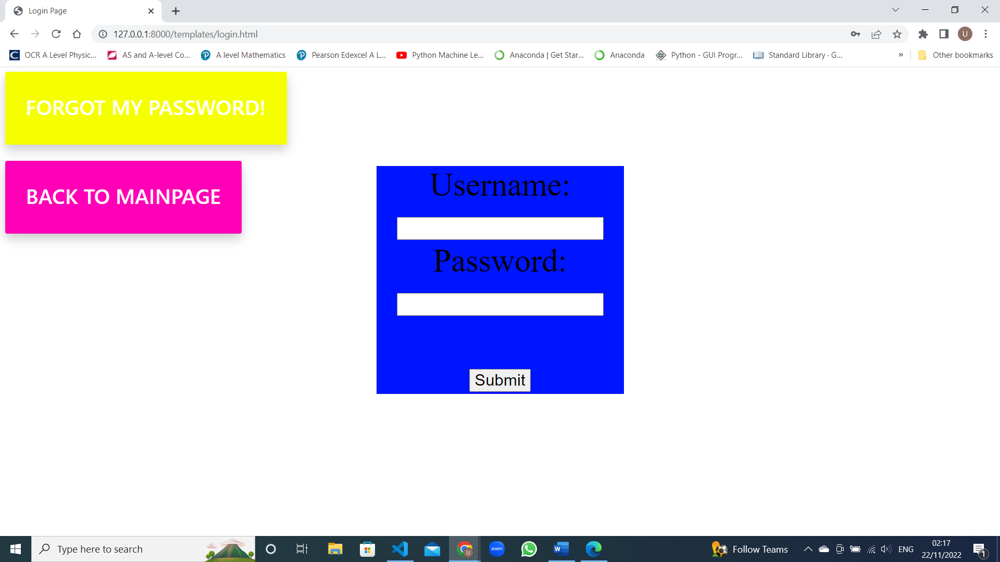 Login Page
127.0.0.1:8000/templates/login.html
U
OCR A Level Physic...
AS and A-level Co...
A level Mathematics
Pearson Edexcel A L...
Python Machine Le...
Anaconda | Get Star...
Anaconda
Python - GUI Progr...
Standard Library · G...
»
Other bookmarks
FORGOT MY PASSWORD!
BACK TO MAINPAGE
Username:
Password:
Submit
Type here to search
U
zoom
W
Follow Teams
ENG
02:17
22/11/2022
1